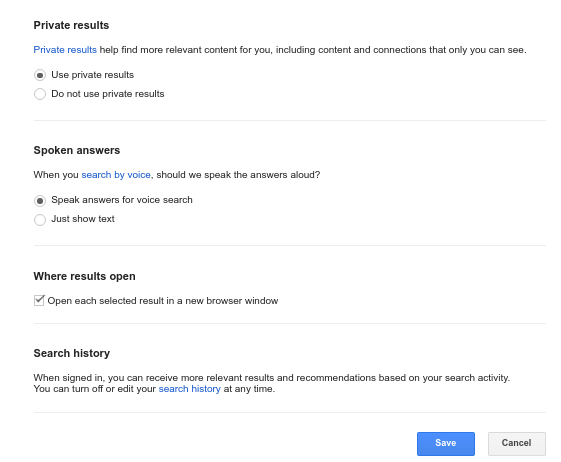 Private results
Private results help find more relevant content for you, including content and connections that only you can see.
Use private results
Do not use private results
Spoken answers
When you search by voice, should we speak the answers aloud?
Speak answers for voice search
Just show text
Where results open
Open each selected result in a new browser window
Search history
When signed in, you can receive more relevant results and recommendations based on your search activity.
You can turn off or edit your search history at any time.
Save
Cancel